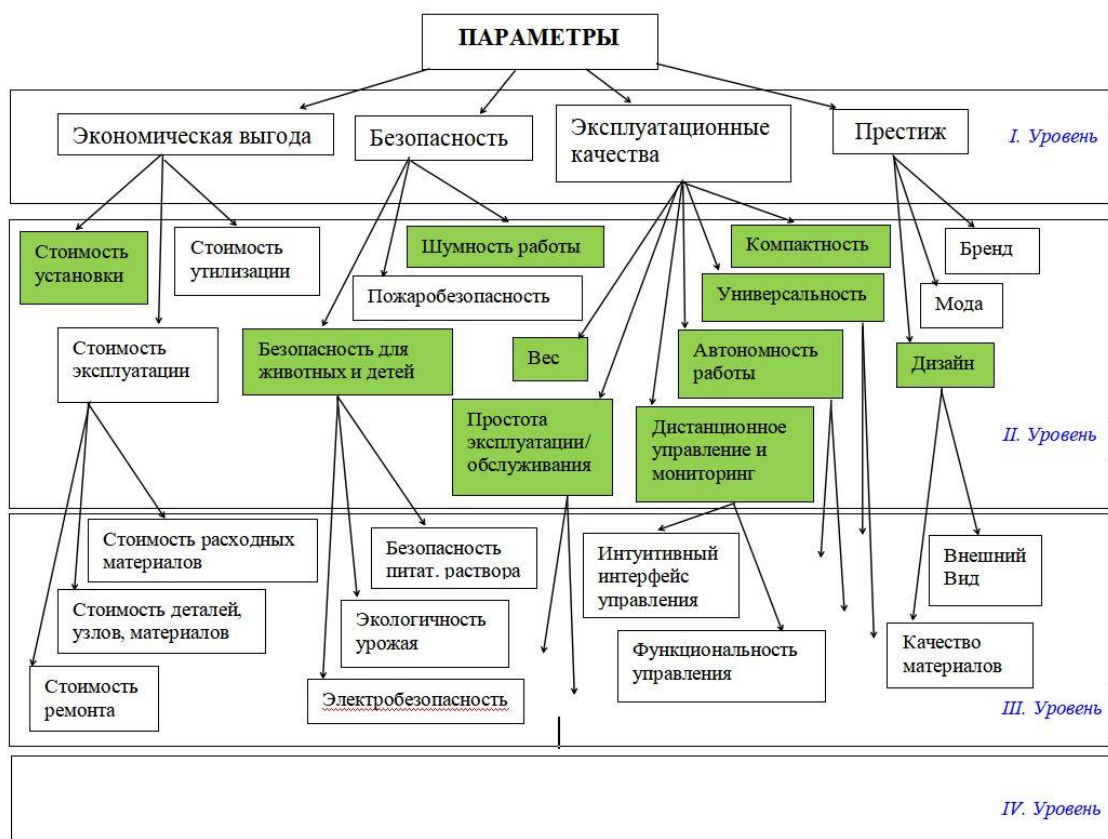 ПАРАМЕТРЫ
Экономическая выгода
Безопасность
Эксплуатационные
качества
Престиж
I. Уровень
Стоимость
установки
Стоимость
утилизации
Шумность работы
Компактность
Бренд
Пожаробезопасность
Универсальность
Мода
Стоимость
эксплуатации
Безопасность для
животных и детей
Вес
Автономность
работы
Дизайн
Простота
эксплуатации/
обслуживания
Дистанционное
управление и
мониторинг
II. Уровень
Стоимость расходных
материалов
Безопасность
питат. раствора
Интуитивный
интерфейс
управления
Внешний
Вид
Стоимость деталей,
узлов, материалов
Экологичность
урожая
Функциональность
управления
Качество
материалов
Стоимость
ремонта
Электробезопасность
III. Уровень
IV. Уровень